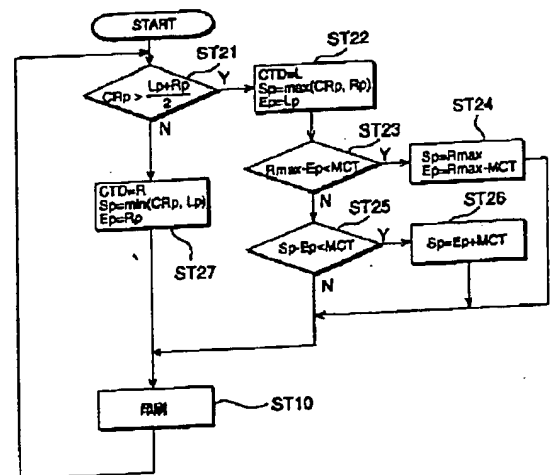 START
ST21
CRp > Lp+Rp
2
Y
N
ST22
CTD=L
Sp=max(CRp, Rp)
Ep=Lp
ST23
Rmax-Ep<MCT
Y
N
ST24
Sp=Rmax
Ep=Rmax-MCT
ST25
Sp-Ep<MCT
Y
N
ST26
Sp=Ep+MCT
CTD=R
Sp=min(CRp, Lp)
Ep=Rp
ST27
ST10